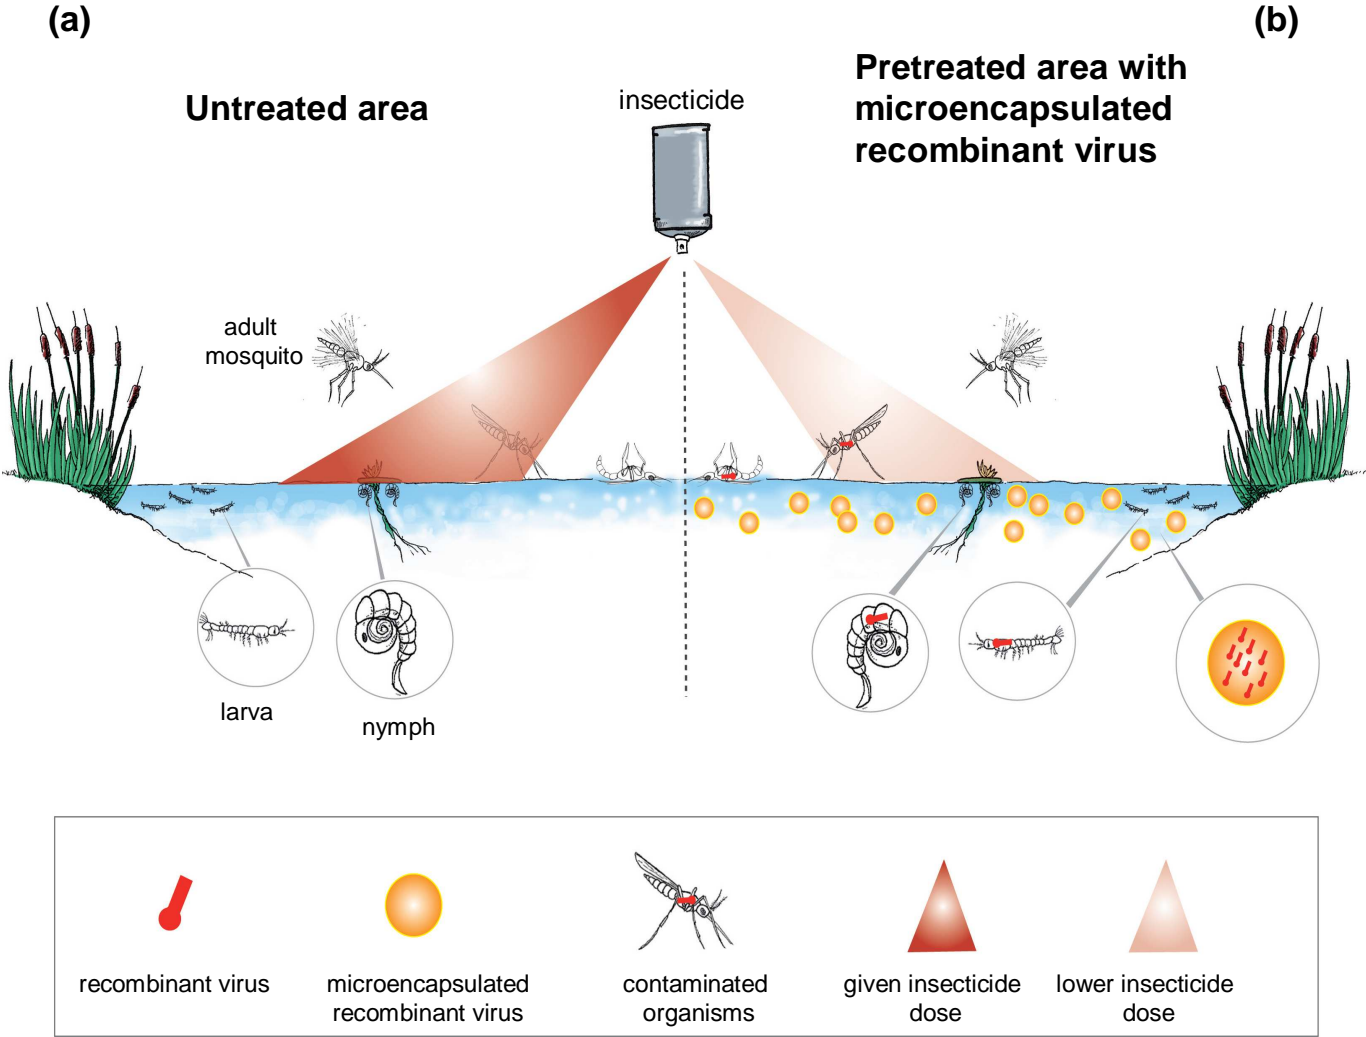 (a)
(b)
Untreated area
insecticide
Pretreated area with
microencapsulated
recombinant virus
adult
mosquito
larva
nymph
recombinant virus
microencapsulated
recombinant virus
contaminated
organisms
given insecticide
dose
lower insecticide
dose